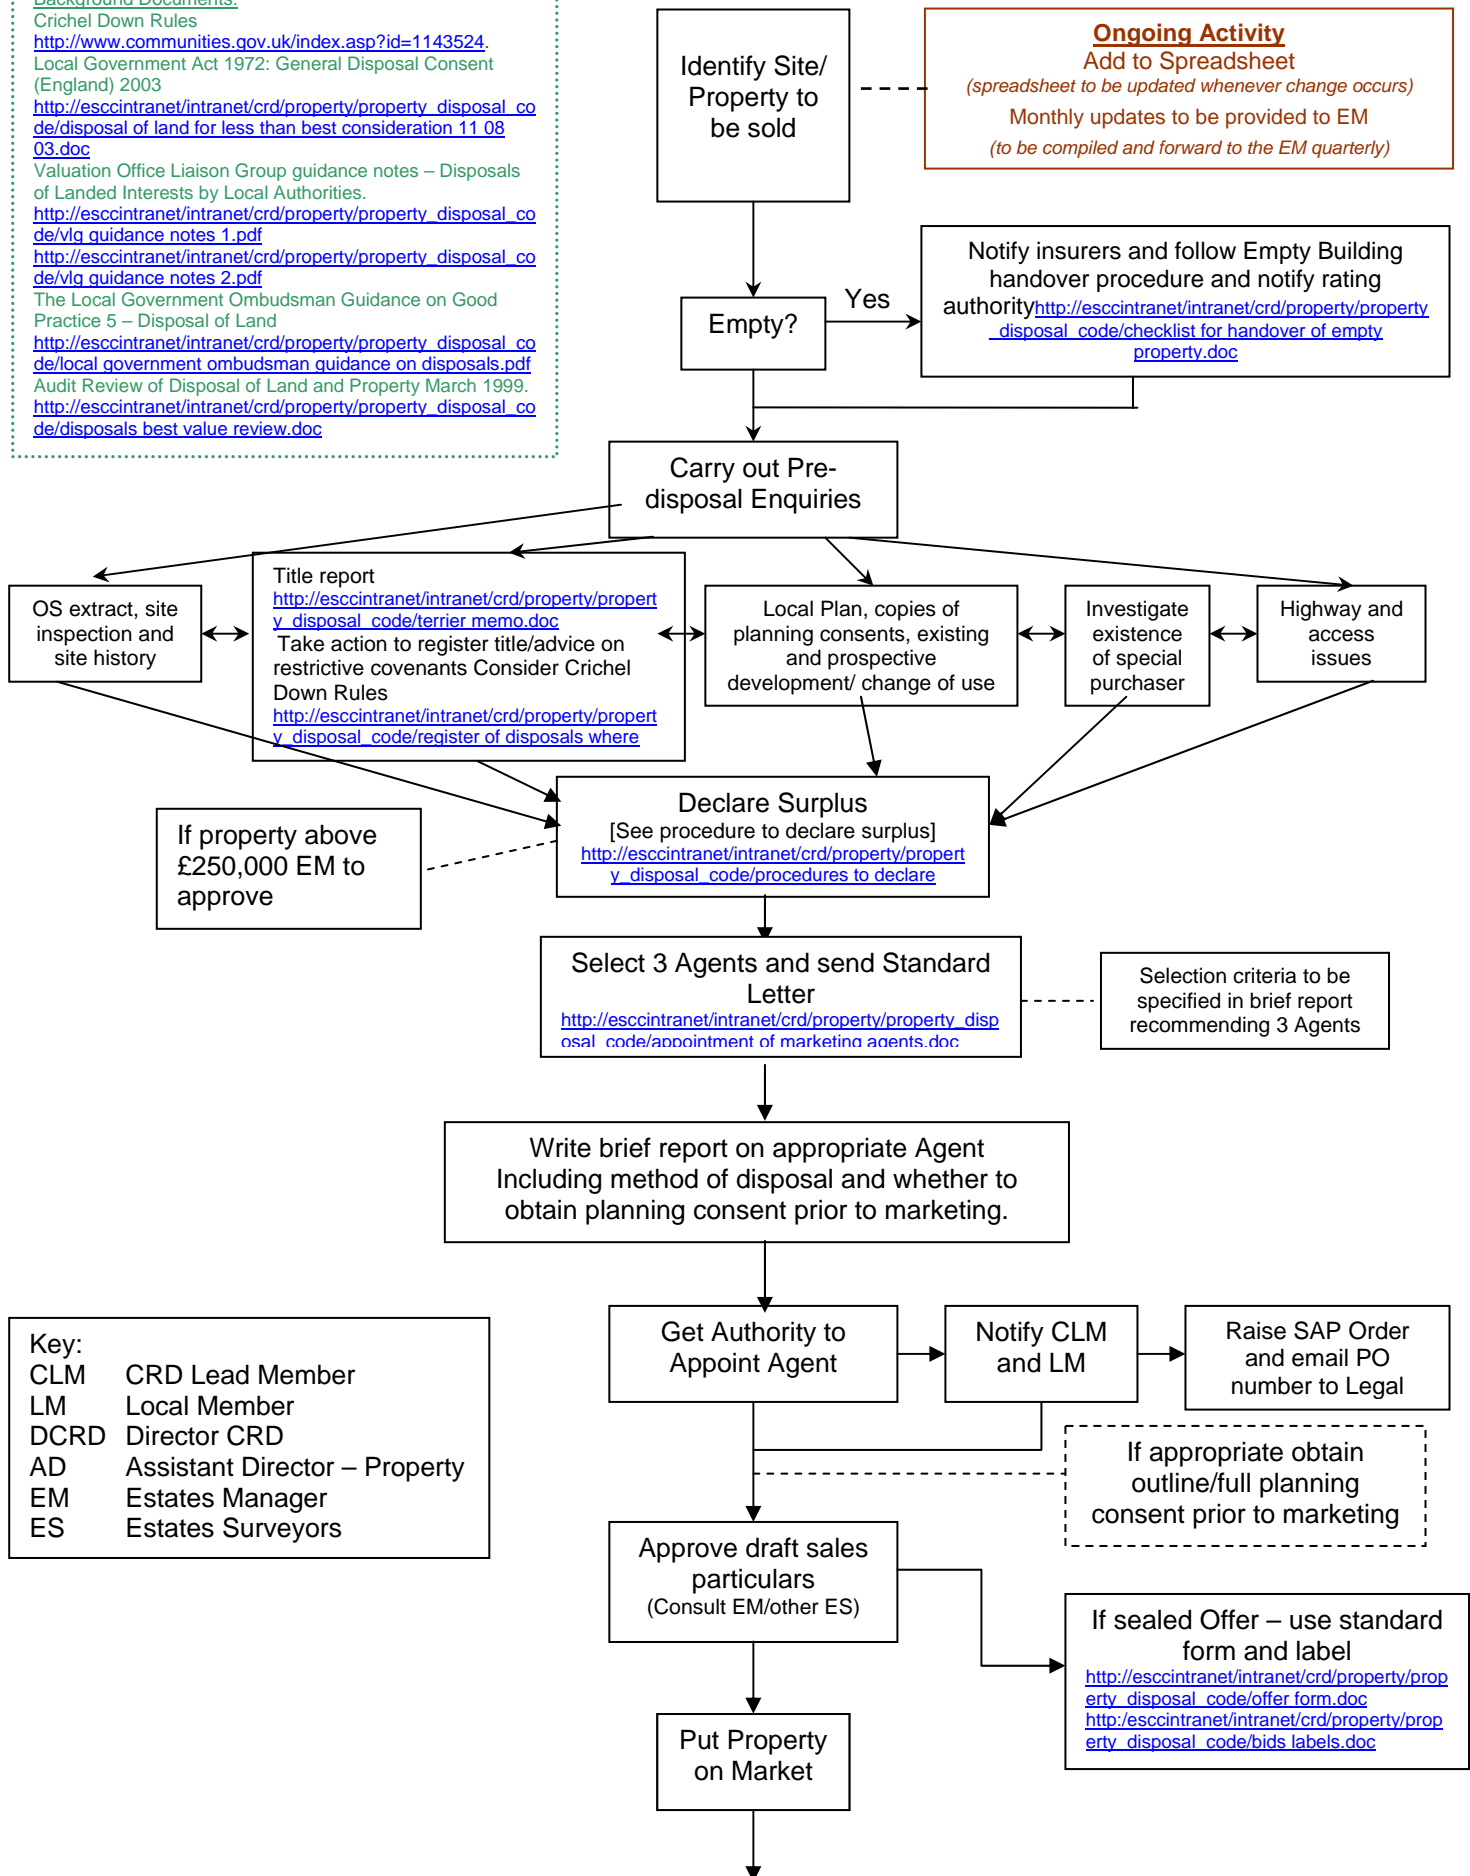 Background Documents:
Crichel Down Rules
http://www.communities.gov.uk/index.asp?id=1143524.
Local Government Act 1972: General Disposal Consent
(England) 2003
http://esccintranet/intranet/crd/property/property_disposal_co
de/disposal of land for less than best consideration 11 08
03.doc
Valuation Office Liaison Group guidance notes – Disposals
of Landed Interests by Local Authorities.
http://esccintranet/intranet/crd/property/property_disposal_co
de/vlg guidance notes 1.pdf
http://esccintranet/intranet/crd/property/property_disposal_co
de/vlg guidance notes 2.pdf
The Local Government Ombudsman Guidance on Good
Practice 5 – Disposal of Land
http://esccintranet/intranet/crd/property/property_disposal_co
de/local government ombudsman guidance on disposals.pdf
Audit Review of Disposal of Land and Property March 1999.
http://esccintranet/intranet/crd/property/property_disposal_co
de/disposals best value review.doc
Identify Site/
Property to
be sold
Ongoing Activity
Add to Spreadsheet
(spreadsheet to be updated whenever change occurs)
Monthly updates to be provided to EM
(to be compiled and forward to the EM quarterly)
Empty?
Yes
Notify insurers and follow Empty Building
handover procedure and notify rating
authorityhttp://esccintranet/intranet/crd/property/property
_disposal_code/checklist for handover of empty
property.doc
Carry out Pre-
disposal Enquiries
OS extract, site
inspection and
site history
Title report
http://esccintranet/intranet/crd/property/propert
y_disposal_code/terrier memo.doc
Take action to register title/advice on
restrictive covenants Consider Crichel
Down Rules
http://esccintranet/intranet/crd/property/propert
y_disposal_code/register of disposals where
Local Plan, copies of
planning consents, existing
and prospective
development/ change of use
Investigate
existence
of special
purchaser
Highway and
access
issues
If property above
£250,000 EM to
approve
Declare Surplus
[See procedure to declare surplus]
http://esccintranet/intranet/crd/property/propert
y_disposal_code/procedures to declare
Select 3 Agents and send Standard
Letter
http://esccintranet/intranet/crd/property/property_disp
osal_code/appointment of marketing agents.doc
Selection criteria to be
specified in brief report
recommending 3 Agents
Write brief report on appropriate Agent
Including method of disposal and whether to
obtain planning consent prior to marketing.
Get Authority to
Appoint Agent
Notify CLM
and LM
Raise SAP Order
and email PO
number to Legal
Key:
CLM CRD Lead Member
LM Local Member
DCRD Director CRD
AD Assistant Director – Property
EM Estates Manager
ES Estates Surveyors
If appropriate obtain
outline/full planning
consent prior to marketing
Approve draft sales
particulars
(Consult EM/other ES)
If sealed Offer – use standard
form and label
http://esccintranet/intranet/crd/property/prop
erty_disposal_code/offer form.doc
http:/esccintranet/intranet/crd/property/prop
erty_disposal_code/bids labels.doc
Put Property
on Market